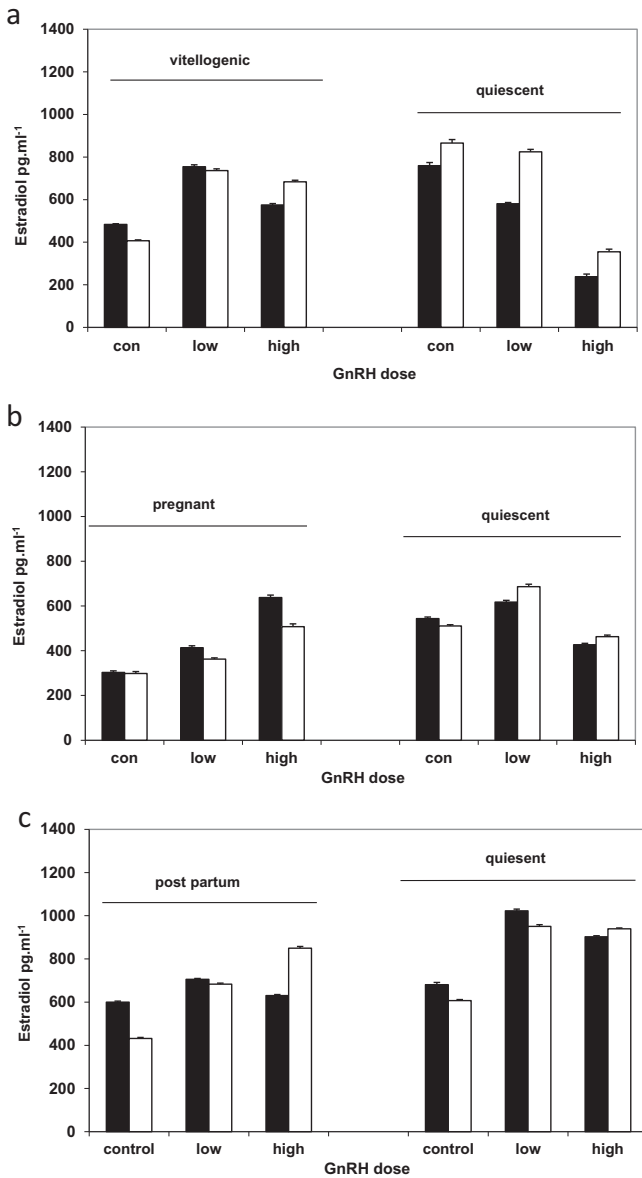 a
1400
1200
1000
800
600
400
200
0
Estradiol pg.ml-1
vitellogenic
quiescent
con low high con low high
GnRH dose
b
1400
1200
1000
800
600
400
200
0
Estradiol pg.ml-1
pregnant
quiescent
con low high con low high
GnRH dose
c
1400
1200
1000
800
600
400
200
0
Estradiol pg.ml-1
post partum
quiesent
control low high control low high
GnRH dose